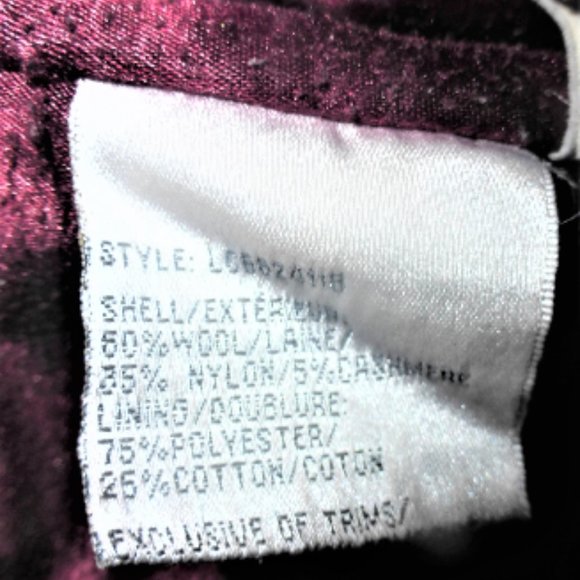 STYLE:
SHELL/EXTÉRIEUR
60%WOOL/LAINE/
35% NYLON/5%CASHMERE
LINING/DOUBLURE:
75%POLYESTER/
25%COTTON/COTON
EXCLUSIVE OF TRIMS/